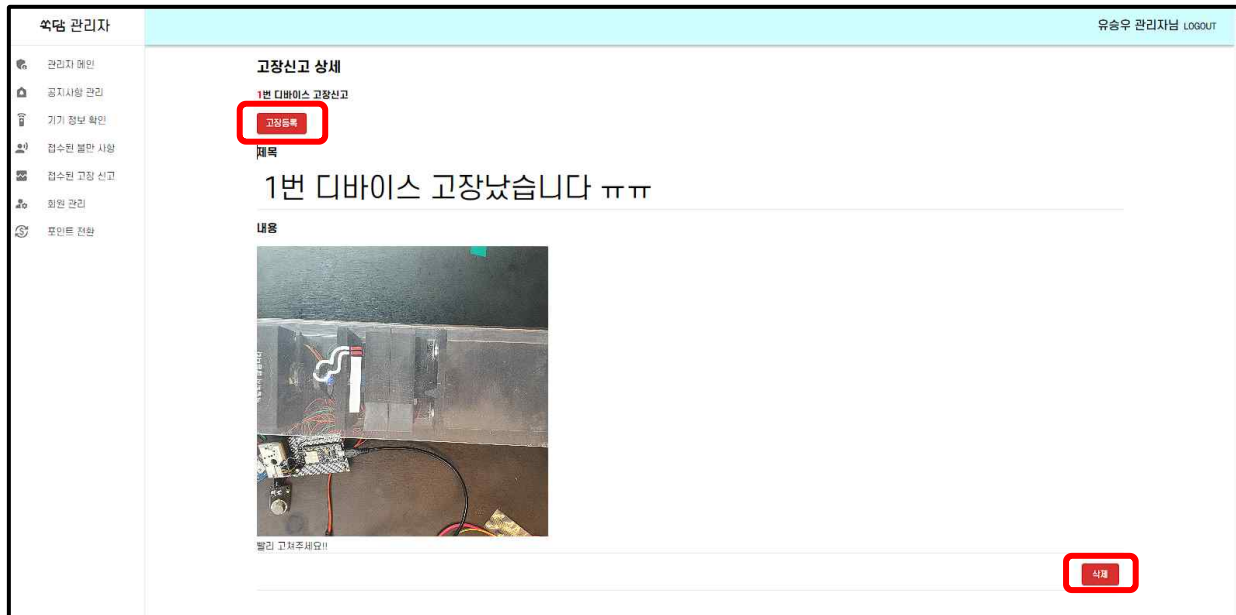 쏙담 관리자
유승우 관리자님 LOGOUT
관리자 메인
공지사항 관리
기기 정보 확인
접수된 불만 사항
접수된 고장 신고
회원 관리
포인트 전환
고장신고 상세
1번 디바이스 고장신고
고장등록
제목
1번 디바이스 고장났습니다 ㅠㅠ
내용
빨리 고쳐주세요!!
삭제